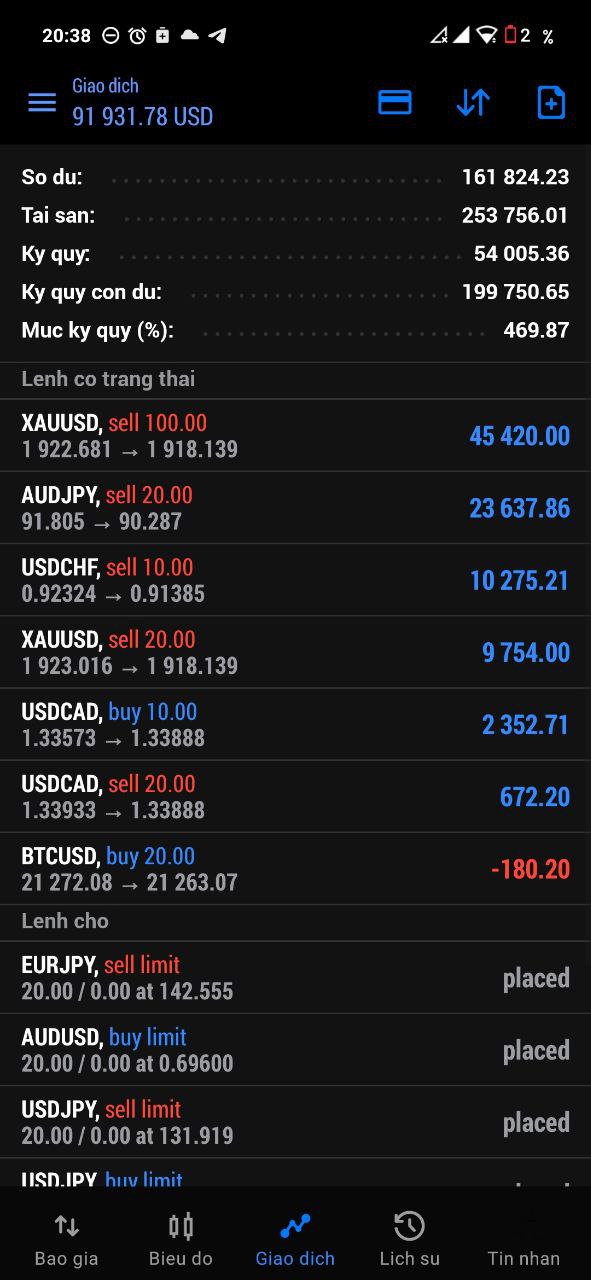 20:38
2 %
Giao dich
91 931.78 USD
So du: 161 824.23
Tai san: 253 756.01
Ky quy: 54 005.36
Ky quy con du: 199 750.65
Muc ky quy (%): 469.87
Lenh co trang thai
XAUUSD, sell 100.00
1 922.681 → 1 918.139
45 420.00
AUDJPY, sell 20.00
91.805 → 90.287
23 637.86
USDCHF, sell 10.00
0.92324 → 0.91385
10 275.21
XAUUSD, sell 20.00
1 923.016 → 1 918.139
9 754.00
USDCAD, buy 10.00
1.33573 → 1.33888
2 352.71
USDCAD, sell 20.00
1.33933 → 1.33888
672.20
BTCUSD, buy 20.00
21 272.08 → 21 263.07
-180.20
Lenh cho
EURJPY, sell limit
20.00 / 0.00 at 142.555
placed
AUDUSD, buy limit
20.00 / 0.00 at 0.69600
placed
USDJPY, sell limit
20.00 / 0.00 at 131.919
placed
USDJPY, buy limit
Bao gia
Bieu do
Giao dich
Lich su
Tin nhan